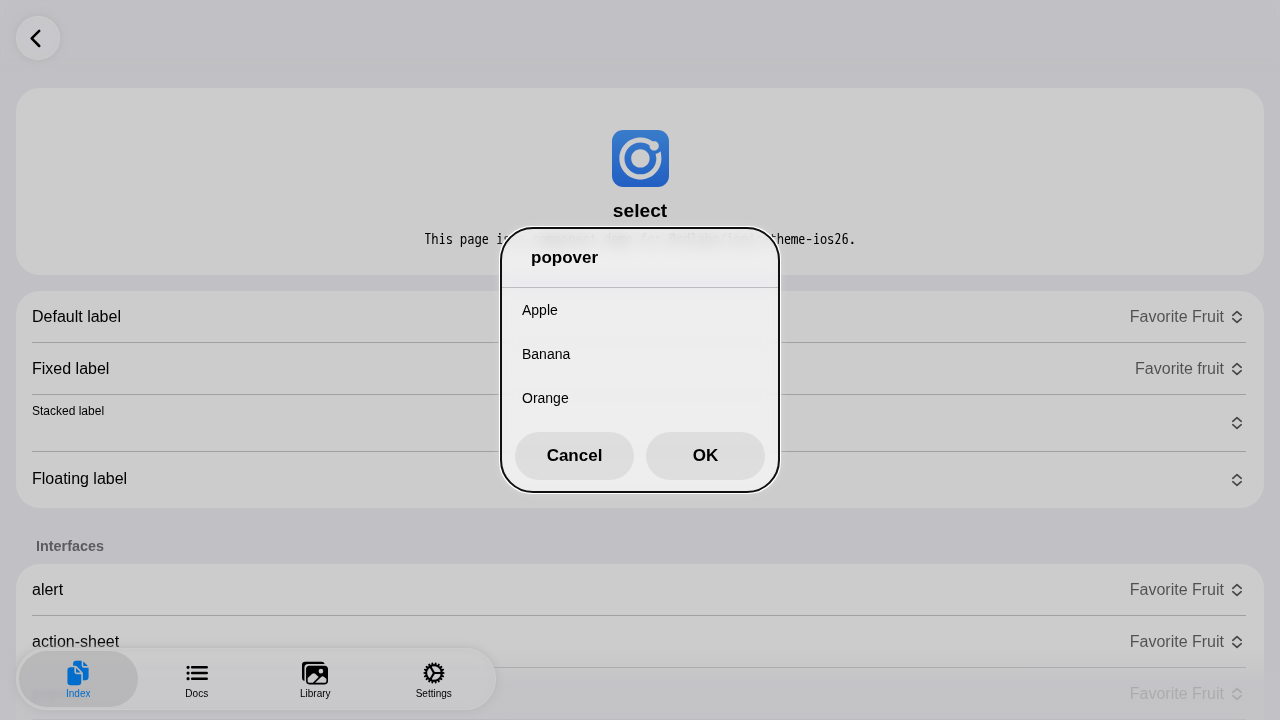 select
This page is theme-ios26.
popover
Apple
Banana
Orange
Cancel
OK
Default label
Favorite Fruit
Fixed label
Favorite fruit
Stacked label
Floating label
Interfaces
alert
Favorite Fruit
action-sheet
Favorite Fruit
Favorite Fruit
Index
Docs
Library
Settings